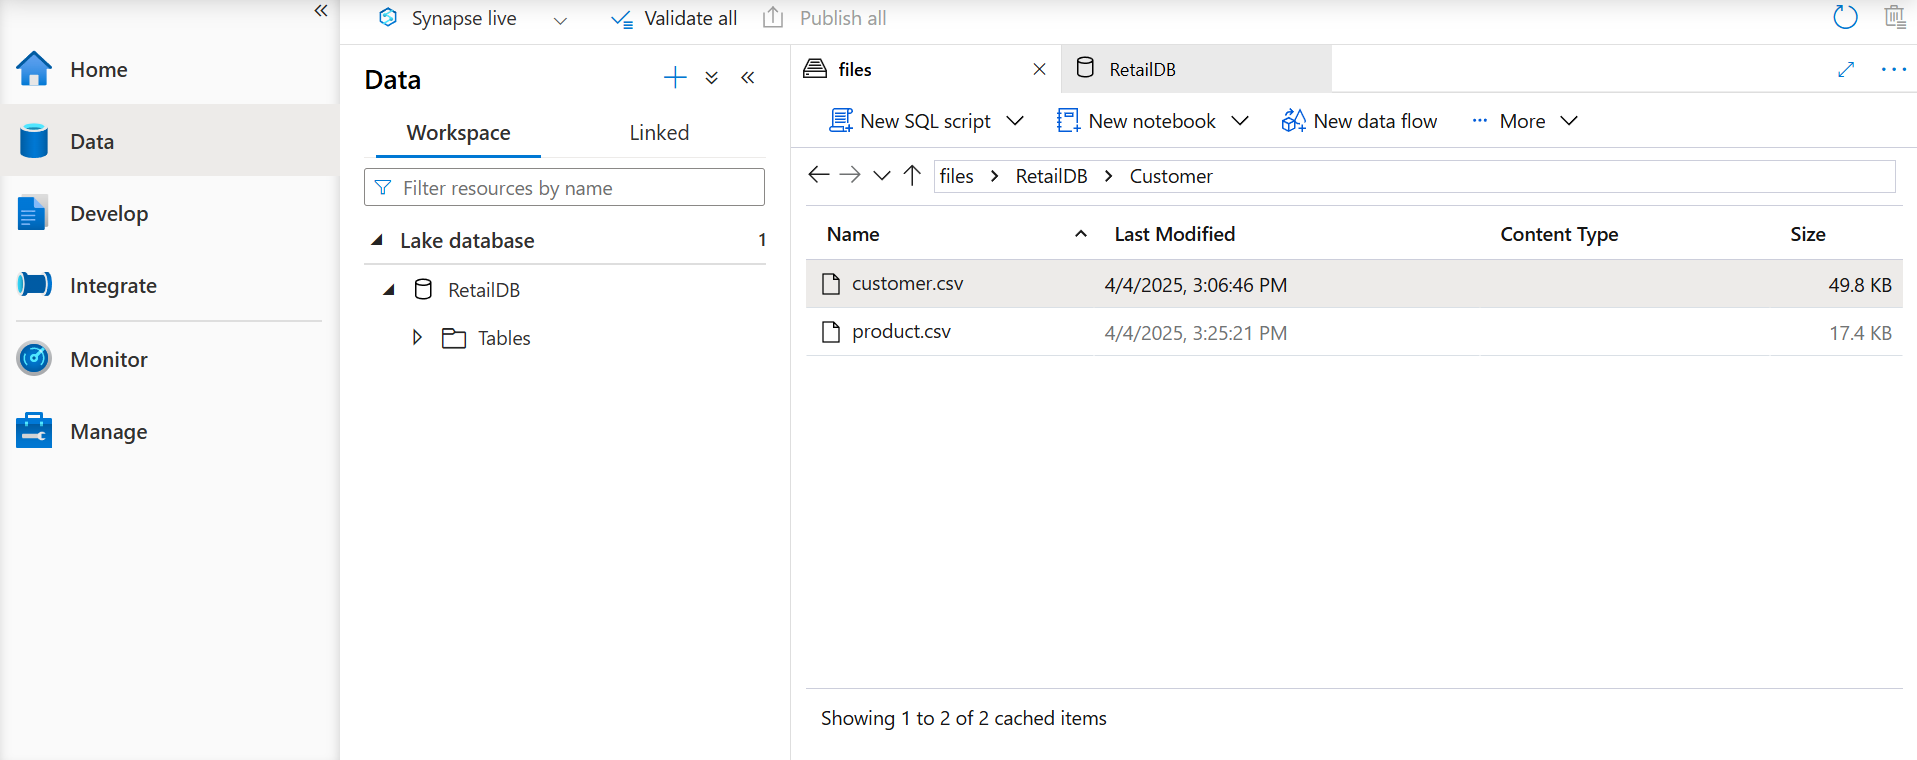 Synapse live
Validate all
Publish all
Home
Data
Develop
Integrate
Monitor
Manage
Data
Workspace
Linked
Filter resources by name
Lake database 1
RetailDB
Tables
files
RetailDB
New SQL script
New notebook
New data flow
More
files > RetailDB > Customer
Name Last Modified Content Type Size
customer.csv 4/4/2025, 3:06:46 PM 49.8 KB
product.csv 4/4/2025, 3:25:21 PM 17.4 KB
Showing 1 to 2 of 2 cached items